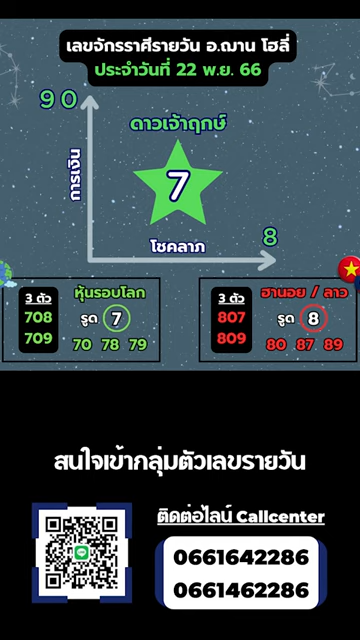 เลขจักรราศีรายวัน อ.ฌาน โฮลี่
ประจำวันที่ 22 พ.ย. 66
9 0
ดาวเจ้าฤกษ์
การเงิน
7
โชคลาภ
8
3 ตัว
708
709
หุ้นรอบโลก
รูด 7
70 78 79
3 ตัว
807
809
ฮานอย / ลาว
รูด 8
80 87 89
สนใจเข้ากลุ่มตัวเลขรายวัน
ติดต่อไลน์ Callcenter
0661642286
0661462286